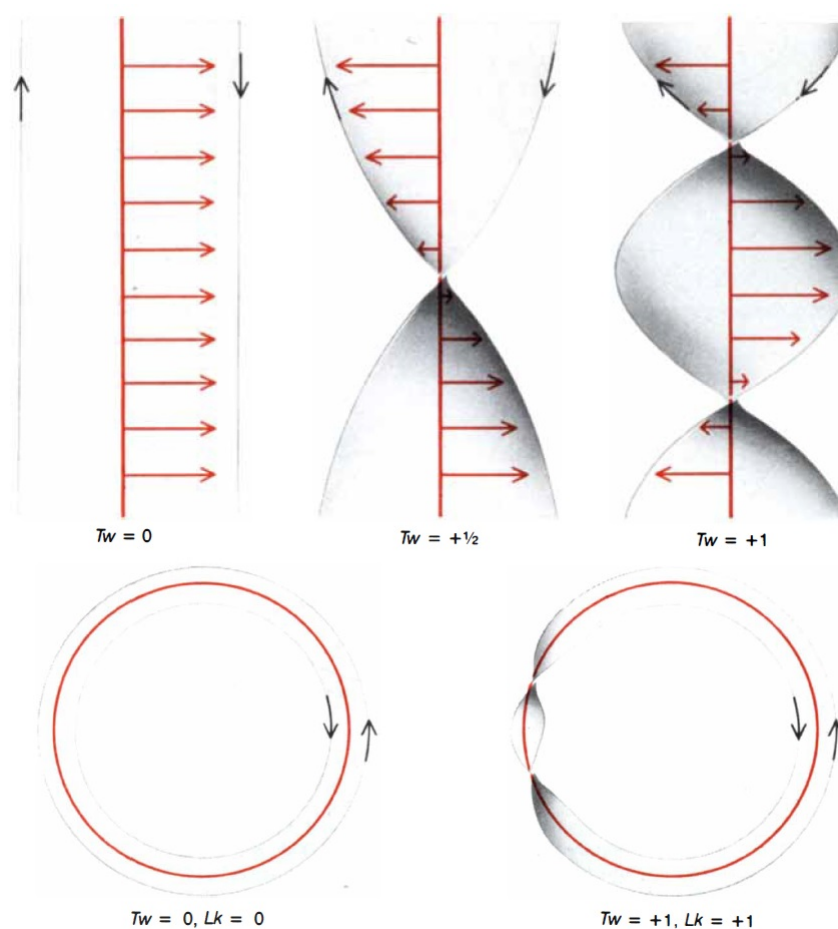 Tw = 0
Tw = +½
Tw = +1
Tw = 0, Lk = 0
Tw = +1, Lk = +1